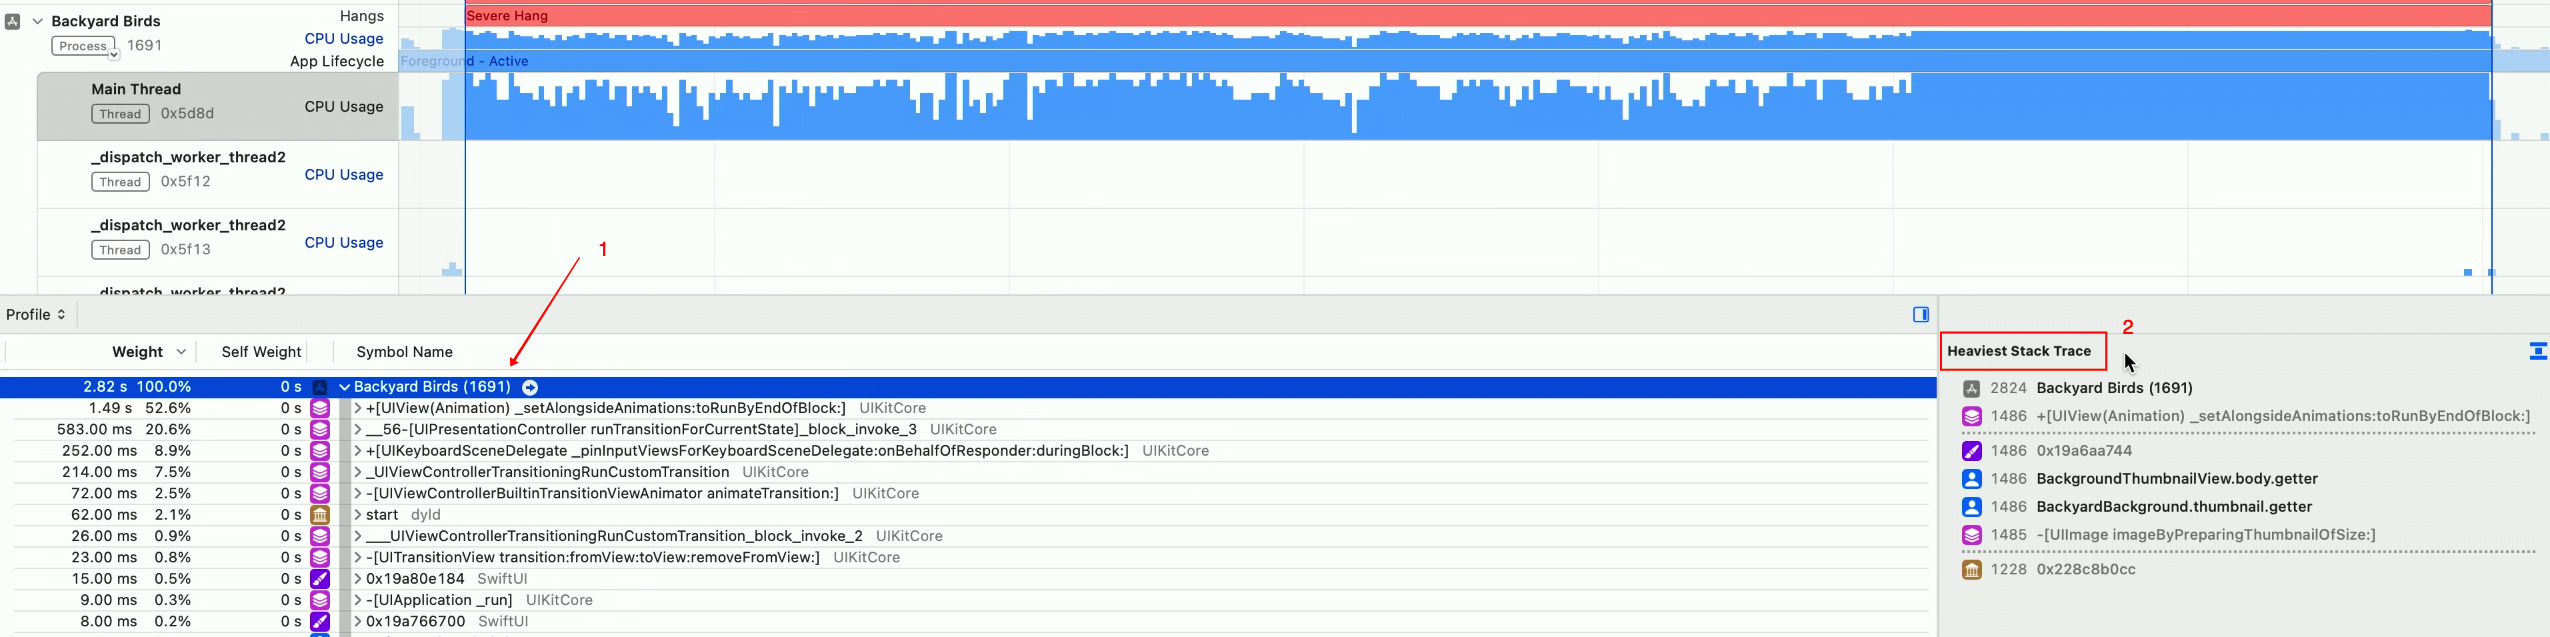 Backyard Birds
Process 1691
Hangs
CPU Usage
App Lifecycle
Severe Hang
Foreground - Active
Main Thread
Thread 0x5d8d
CPU Usage
_dispatch_worker_thread2
Thread 0x5f12
CPU Usage
_dispatch_worker_thread2
Thread 0x5f13
CPU Usage
_dispatch_worker_thread2
1
Profile
Weight Self Weight Symbol Name
2.82 s 100.0% 0 s Backyard Birds (1691)
1.49 s 52.6% 0 s +[UIView(Animation) _setAlongsideAnimations:toRunByEndOfBlock:] UIKitCore
583.00 ms 20.6% 0 s __56-[UIPresentationController runTransitionForCurrentState]_block_invoke_3 UIKitCore
252.00 ms 8.9% 0 s +[UIKeyboardSceneDelegate _pinInputViewsForKeyboardSceneDelegate:onBehalfOfResponder:duringBlock:] UIKitCore
214.00 ms 7.5% 0 s _UIViewControllerTransitioningRunCustomTransition UIKitCore
72.00 ms 2.5% 0 s -[UIViewControllerBuiltinTransitionViewAnimator animateTransition:] UIKitCore
62.00 ms 2.1% 0 s start dyld
26.00 ms 0.9% 0 s ___UIViewControllerTransitioningRunCustomTransition_block_invoke_2 UIKitCore
23.00 ms 0.8% 0 s -[UITransitionView transition:fromView:toView:removeFromView:] UIKitCore
15.00 ms 0.5% 0 s 0x19a80e184 SwiftUI
9.00 ms 0.3% 0 s -[UIApplication _run] UIKitCore
8.00 ms 0.2% 0 s 0x19a766700 SwiftUI
2
Heaviest Stack Trace
2824 Backyard Birds (1691)
1486 +[UIView(Animation) _setAlongsideAnimations:toRunByEndOfBlock:]
1486 0x19a6aa744
1486 BackgroundThumbnailView.body.getter
1486 BackyardBackground.thumbnail.getter
1485 -[UIImage imageByPreparingThumbnailOfSize:]
1228 0x228c8b0cc